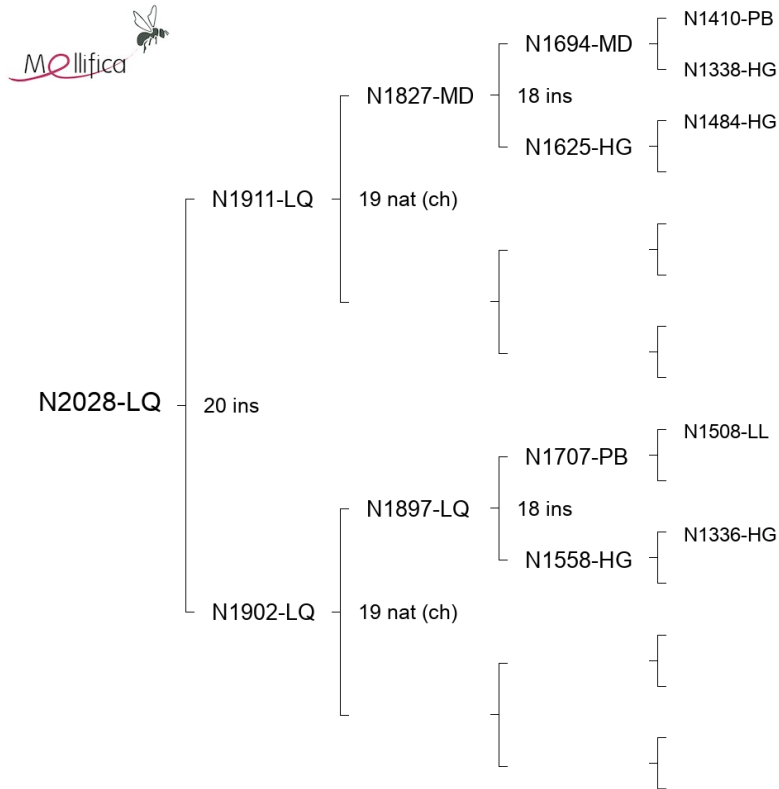 Mellifica
N1410-PB
N1694-MD
N1338-HG
N1827-MD
18 ins
N1484-HG
N1625-HG
N1911-LQ
19 nat (ch)
N2028-LQ
20 ins
N1508-LL
N1707-PB
N1897-LQ
18 ins
N1336-HG
N1558-HG
N1902-LQ
19 nat (ch)